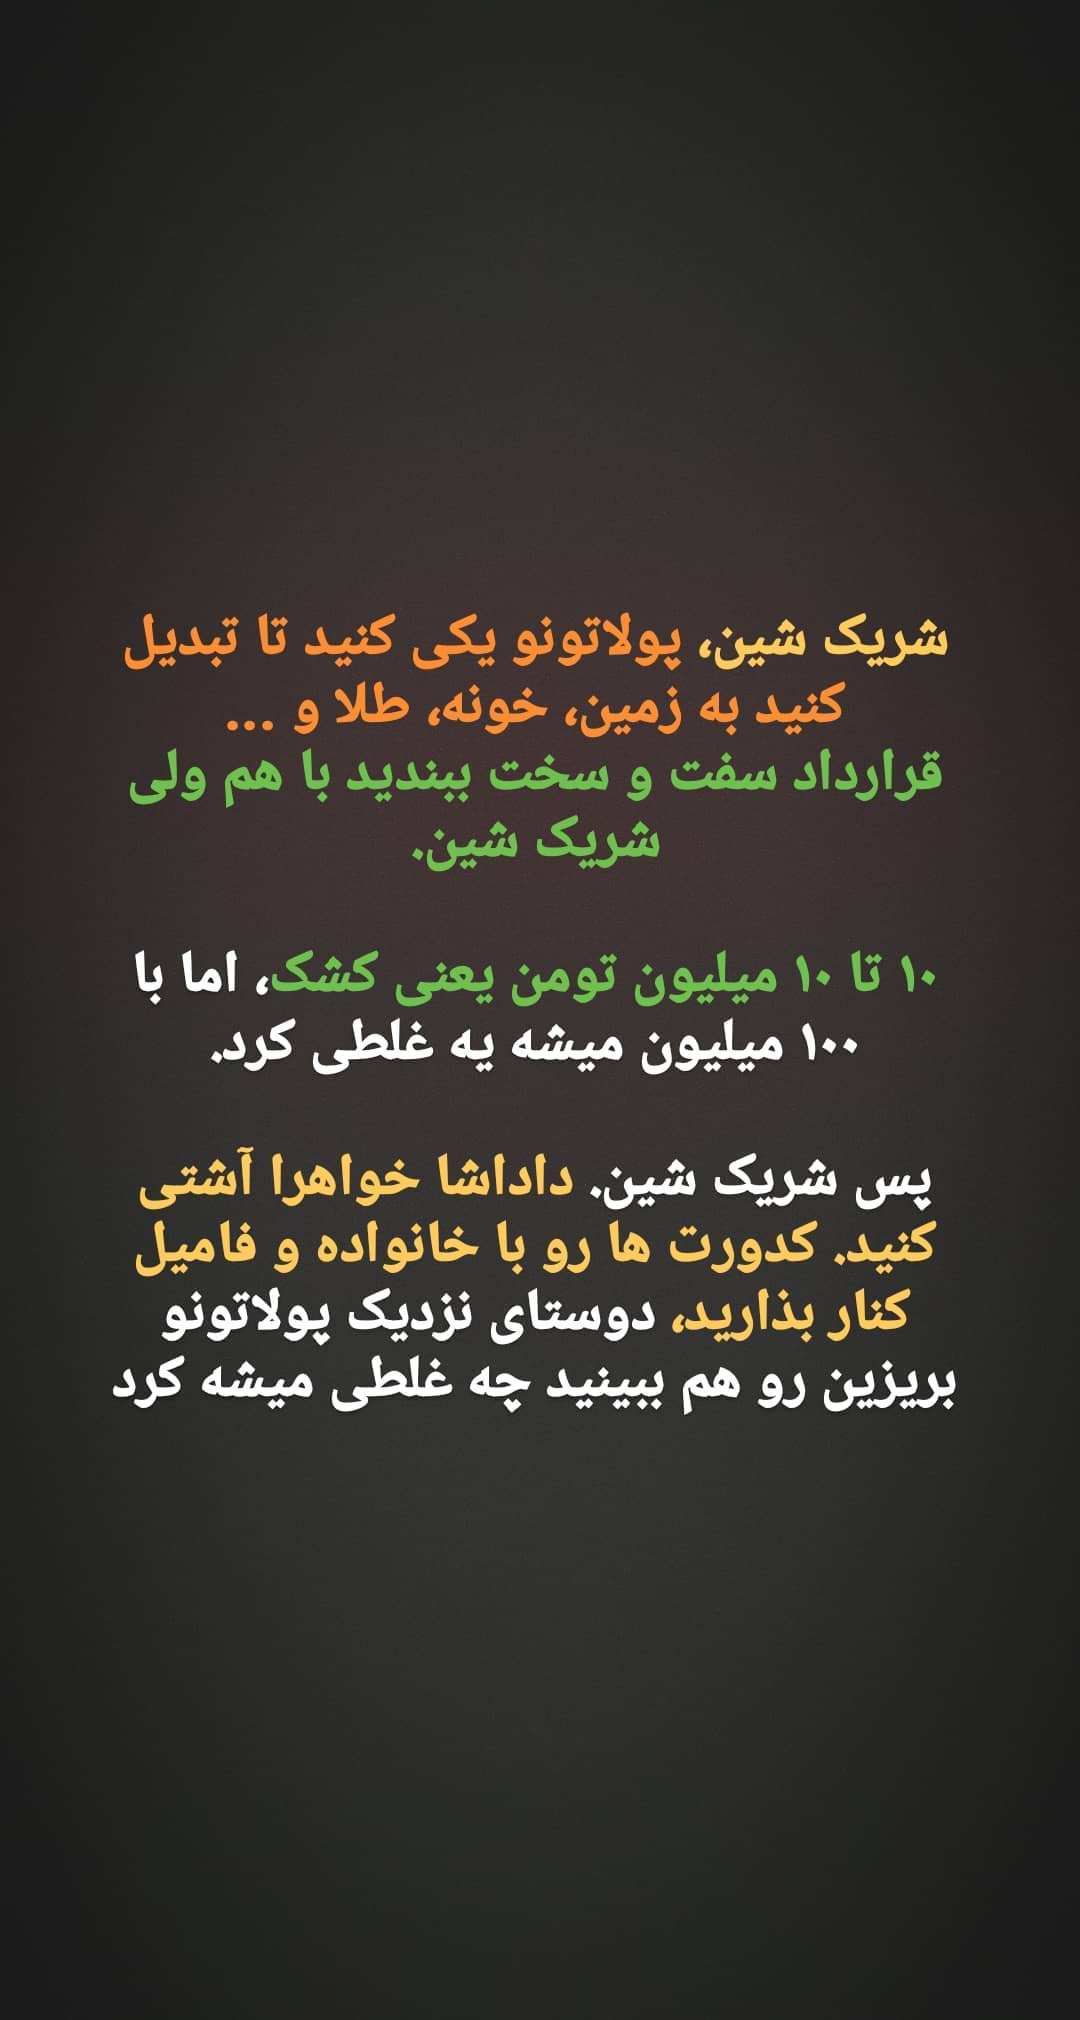 شریک شین، پولاتونو یکی کنید تا تبدیل
کنید به زمین، خونه، طلا و ...
قرارداد سفت و سخت ببندید با هم ولی
شریک شین.
۱۰ تا ۱۰ میلیون تومن یعنی کشک، اما با
۱۰۰ میلیون میشه یه غلطی کرد.
پس شریک شین. داداشا خواهرا آشتی
کنید. کدورت ها رو با خانواده و فامیل
کنار بذارید، دوستای نزدیک پولاتونو
بریزین رو هم ببینید چه غلطی میشه کرد